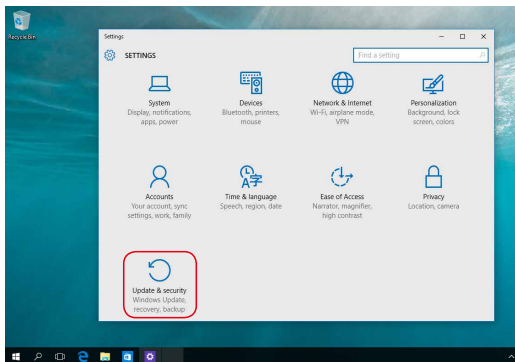 Recycle Bin
Settings
SETTINGS
Find a setting
System
Display, notifications,
apps, power
Devices
Bluetooth, printers,
mouse
Network & Internet
Wi-Fi, airplane mode,
VPN
Personalization
Background, lock
screen, colors
Accounts
Your account, sync
settings, work, family
Time & language
Speech, region, date
Ease of Access
Narrator, magnifier,
high contrast
Privacy
Location, camera
Update & security
Windows Update,
recovery, backup